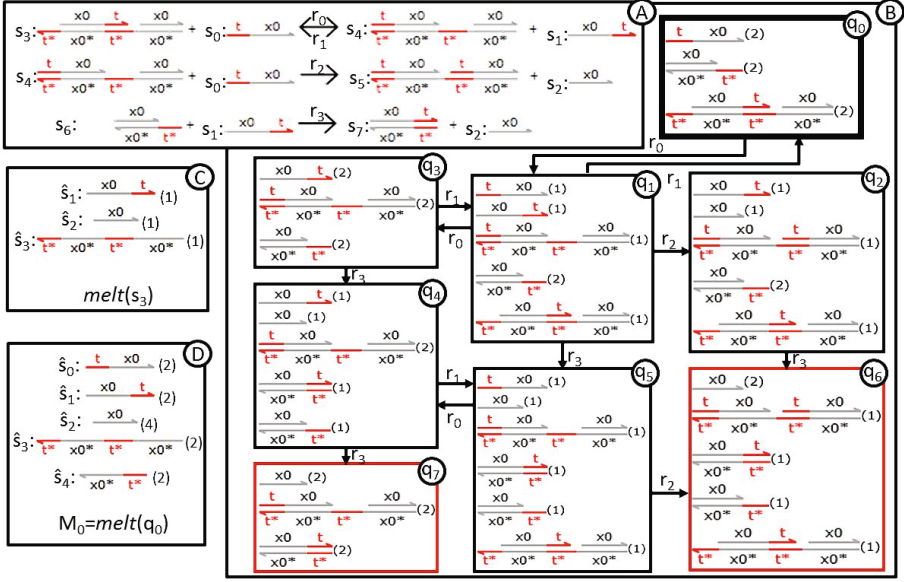 A
x0 t x0 x0 r₀ x0 x0 x0 t
s₃: + s₀: s₄: + s₁:
t* x0* t* x0* r₁ t* x0* t* x0*
t x0 x0 t x0 r₂ t x0 t x0 x0
s₄: + s₀: s₅: + s₂:
t* x0* t* x0* t* x0* t* x0*
x0 x0 t r₃ x0 t x0
s₆: + s₁: s₇: + s₂:
x0* t* x0* t*
B
q₀
t x0 (2)
x0 (2)
x0* t*
x0 t x0 (2)
t* x0* t* x0*
r₀
r₁
C
ŝ₁: x0 t (1)
ŝ₂: x0 (1)
ŝ₃: (1)
t* x0* t* x0*
melt(s₃)
D
ŝ₀: t x0 (2)
ŝ₁: x0 t (2)
ŝ₂: x0 (4)
ŝ₃: (2)
t* x0* t* x0*
ŝ₄: (2)
x0* t*
M₀=melt(q₀)
q₃
x0 t (2)
t x0 x0 (2)
t* x0* t* x0*
x0 (2)
x0* t*
r₁
r₀
r₃
q₁
t x0 (1)
x0 t (1)
t x0 x0 (1)
t* x0* t* x0*
x0 (2)
x0* t*
x0 t x0 (1)
t* x0* t* x0*
r₂
r₃
q₂
x0 t (1)
x0 (1)
t x0 t x0 (1)
t* x0* t* x0*
x0 (2)
x0* t*
x0 t x0 (1)
t* x0* t* x0*
r₃
q₄
x0 t (1)
x0 (1)
t x0 x0 (2)
t* x0* t* x0*
x0 t (1)
x0* t*
x0 (1)
x0* t*
r₁
r₀
r₃
q₅
t x0 (1)
x0 (1)
t x0 x0 (1)
t* x0* t* x0*
x0 t (1)
x0* t*
x0 (1)
x0* t*
x0 t x0 (1)
t* x0* t* x0*
r₂
q₆
x0 (2)
t x0 t x0 (1)
t* x0* t* x0*
x0 t (1)
x0* t*
x0 (1)
x0* t*
x0 t x0 (1)
t* x0* t* x0*
q₇
x0 (2)
t x0 x0 (2)
t* x0* t* x0*
x0 t (2)
x0* t*